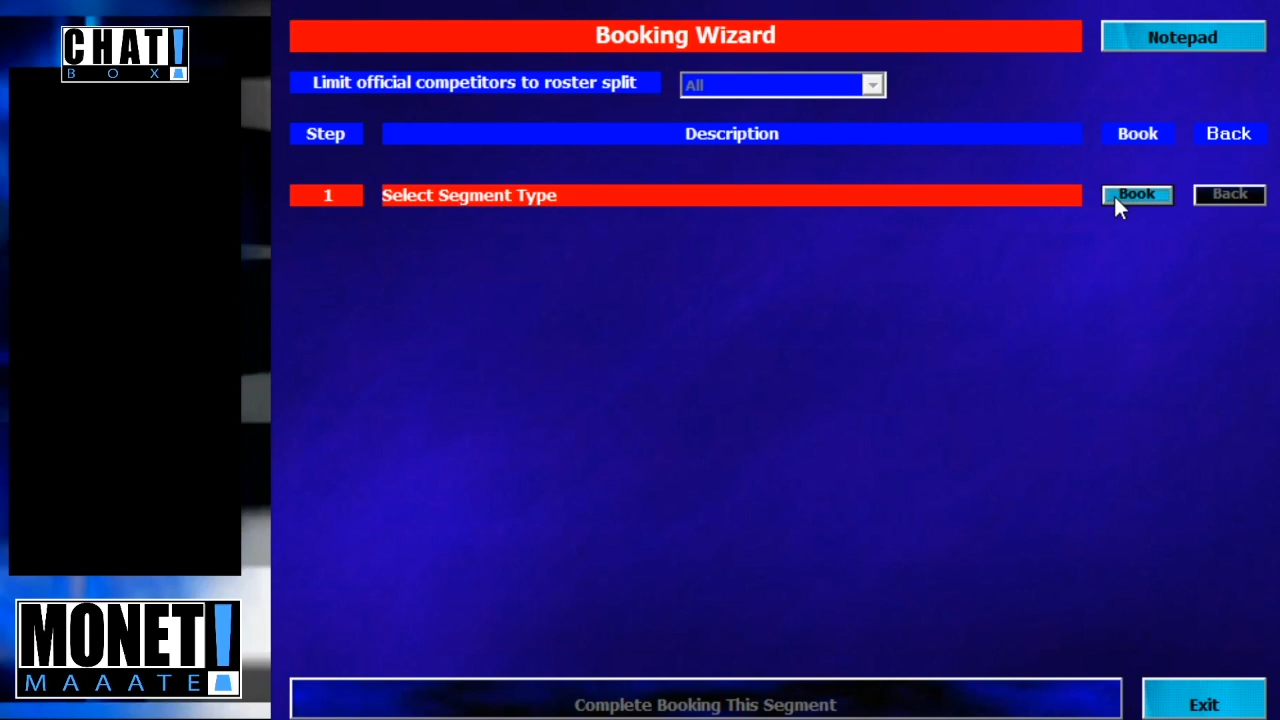 CHAT!
BOX
Booking Wizard
Notepad
Limit official competitors to roster split
All
Step
Description
Book
Back
1
Select Segment Type
Book
Back
MONET!
MAAATE
Complete Booking This Segment
Exit